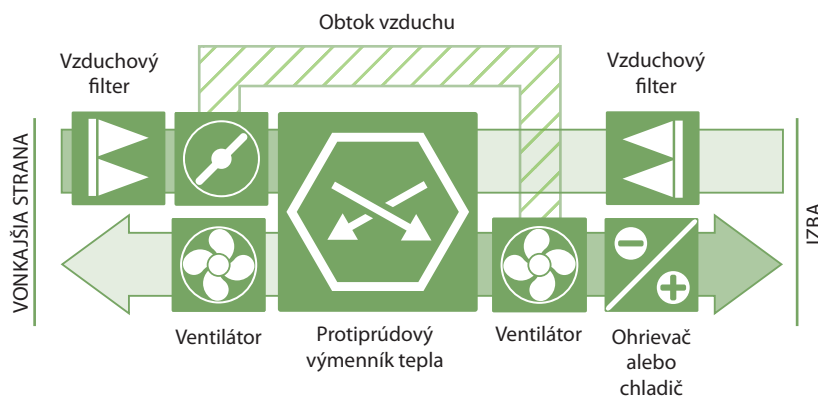 Obtok vzduchu
Vzduchový
filter
Vzduchový
filter
VONKAJŠIA STRANA
IZBA
Ventilátor
Protiprúdový
výmenník tepla
Ventilátor
Ohrievač
alebo
chladič